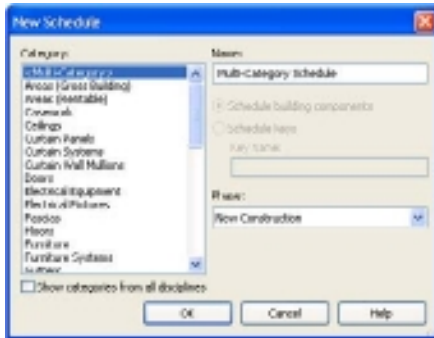 New Schedule
Category:
<Multi-Category>
Areas (Gross Building)
Areas (Rentable)
Casework
Ceilings
Curtain Panels
Curtain Systems
Curtain Wall Mullions
Doors
Electrical Equipment
Electrical Fixtures
Fascias
Floors
Furniture
Furniture Systems
Gutters
Show categories from all disciplines
Name:
Multi-Category Schedule
Schedule building components
Schedule keys
Key name:
Phase:
New Construction
OK
Cancel
Help